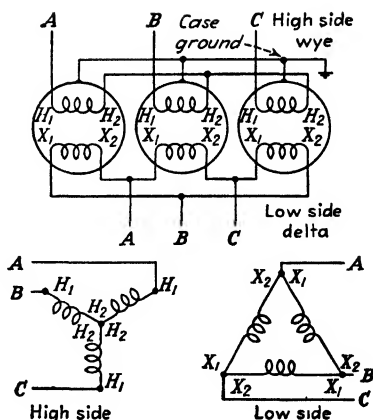 A B C High side
Case wye
ground
H₁ H₂ H₁ H₂ H₁ H₂
X₁ X₂ X₁ X₂ X₁ X₂
Low side
A B C delta
A H₁
B H₁
H₂
H₂ H₂
C H₁
High side
A
X₂ X₁
X₁ X₂
B
X₂ X₁
C
Low side